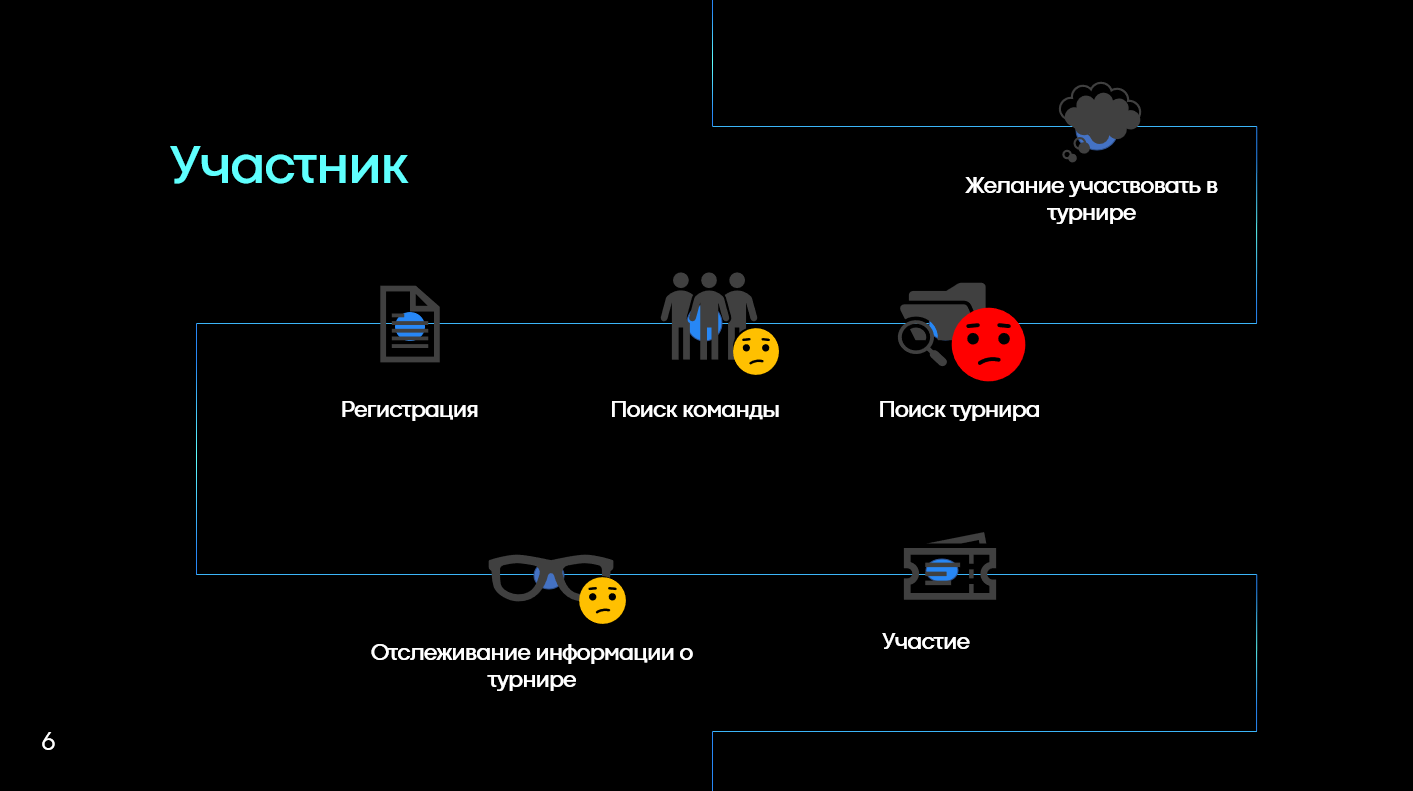 Участник
Желание участвовать в
турнире
Регистрация
Поиск команды
Поиск турнира
Отслеживание информации о
турнире
Участие
6